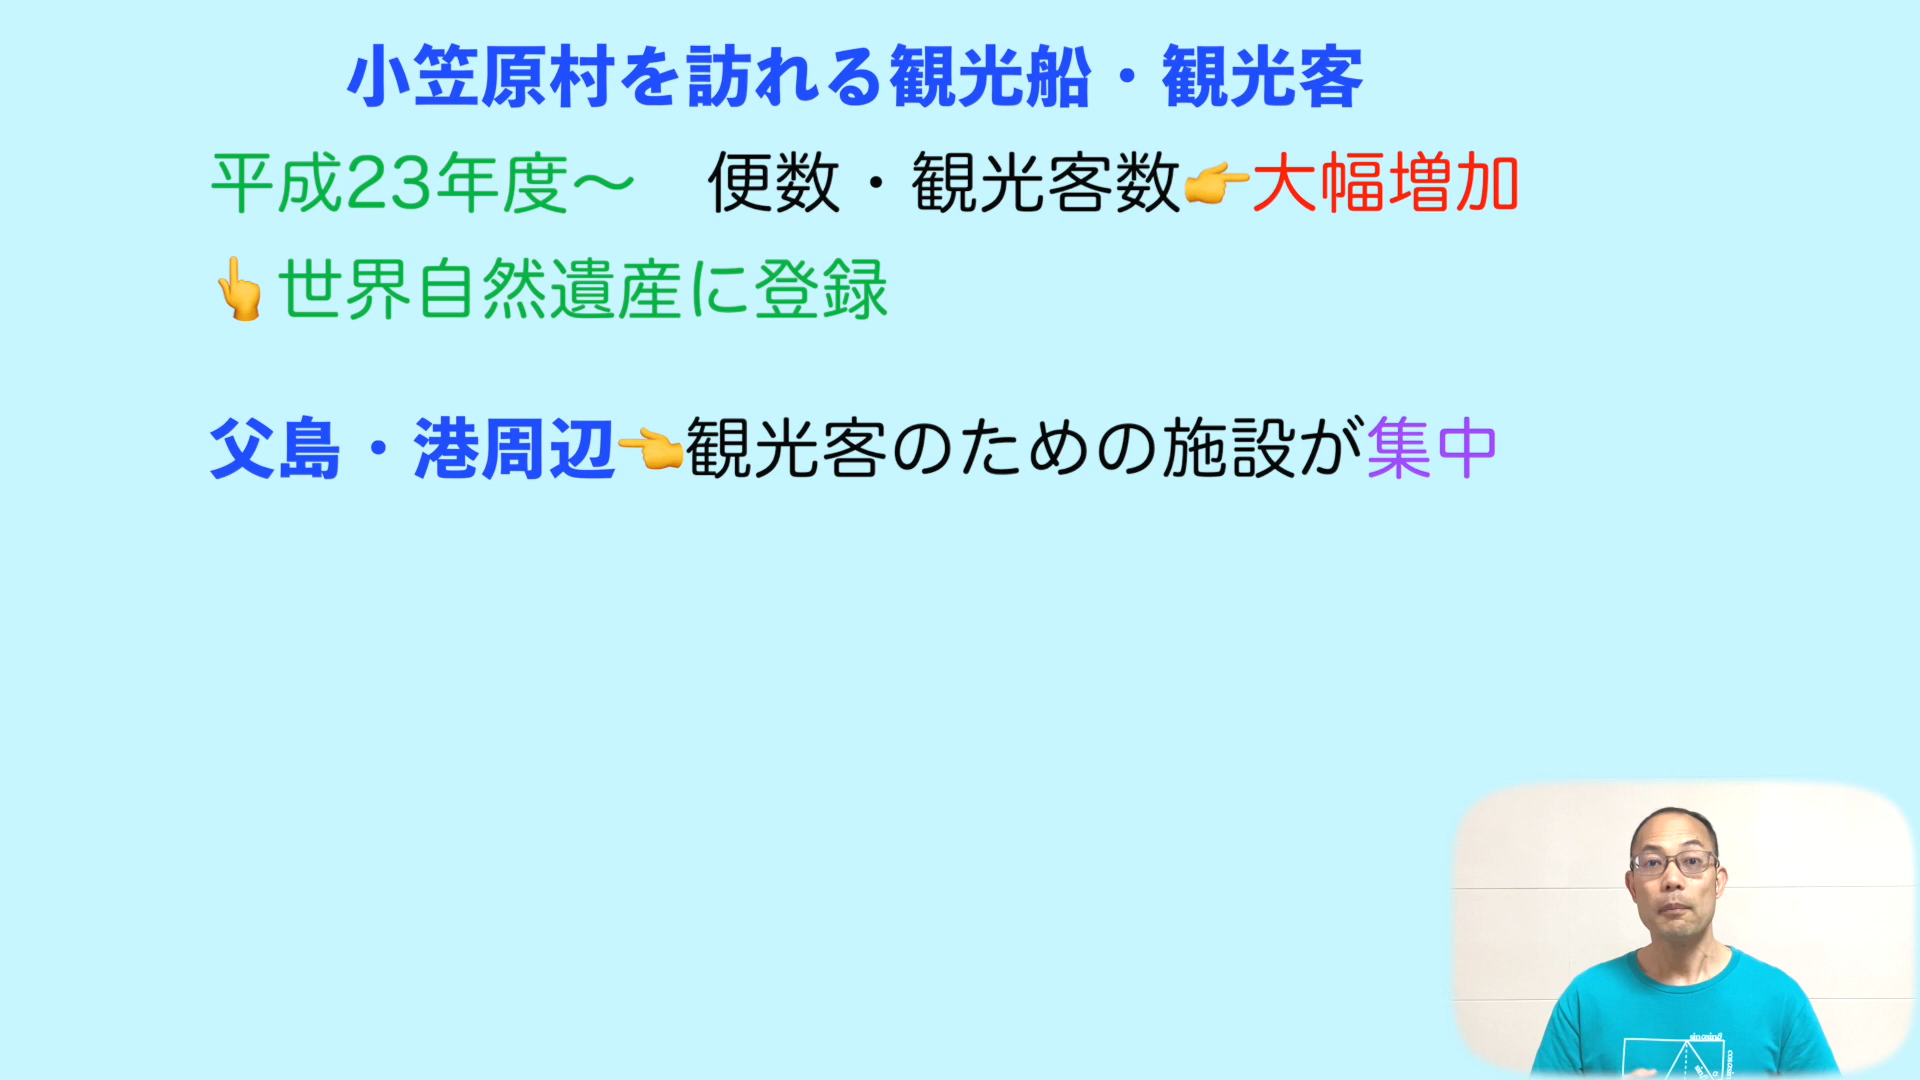 小笠原村を訪れる観光船・観光客
平成23年度〜　便数・観光客数👉大幅増加
👆世界自然遺産に登録
父島・港周辺👈観光客のための施設が集中